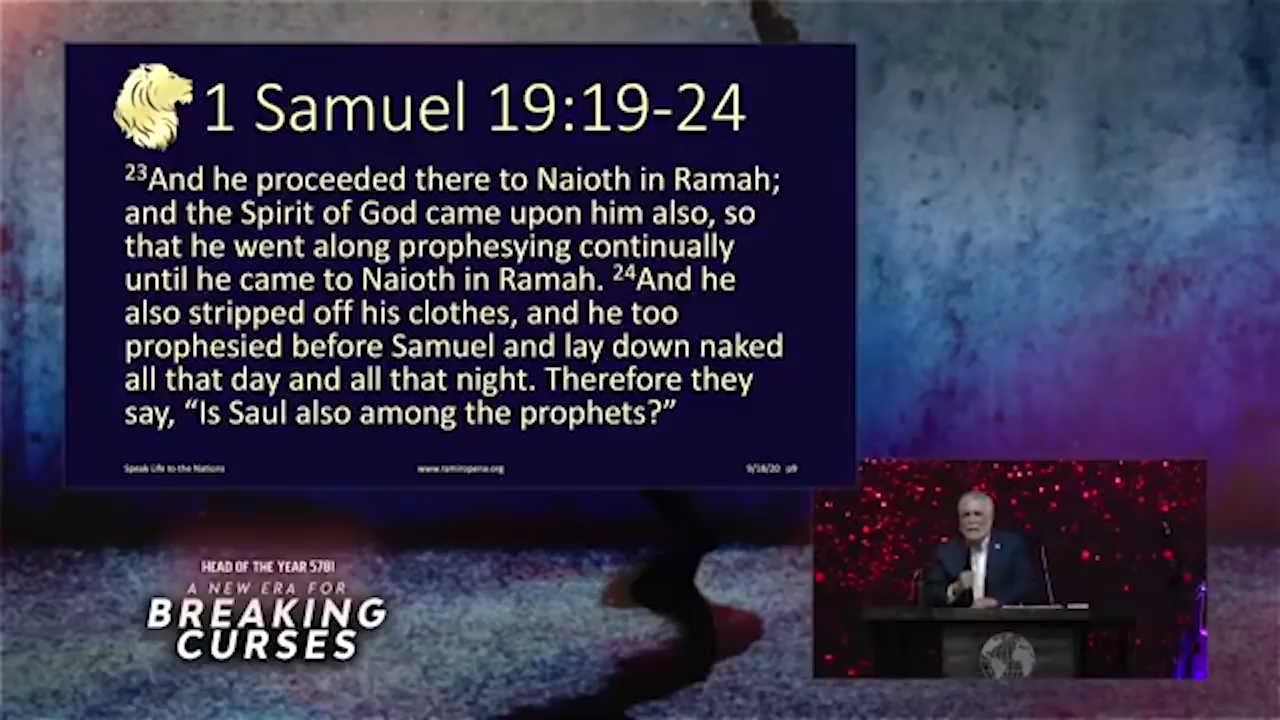 1 Samuel 19:19-24
23And he proceeded there to Naioth in Ramah;
and the Spirit of God came upon him also, so
that he went along prophesying continually
until he came to Naioth in Ramah. 24And he
also stripped off his clothes, and he too
prophesied before Samuel and lay down naked
all that day and all that night. Therefore they
say, “Is Saul also among the prophets?”
Speak Life to the Nations www.ramiropena.org 9/18/20 p9
HEAD OF THE YEAR 5781
A NEW ERA FOR
BREAKING
CURSES